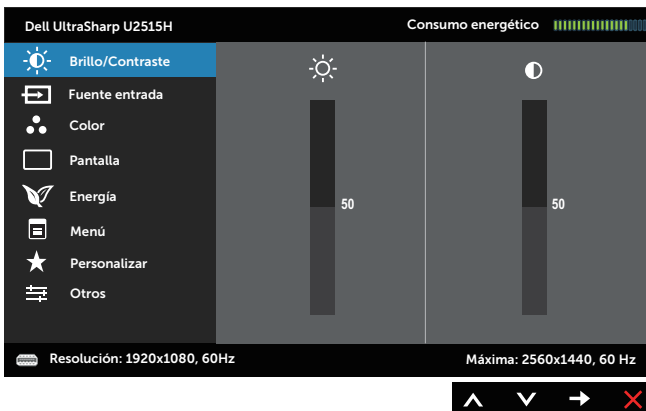 Dell UltraSharp U2515H
Consumo energético
Brillo/Contraste
Fuente entrada
Color
Pantalla
Energía
Menú
Personalizar
Otros
50
50
Resolución: 1920x1080, 60Hz
Máxima: 2560x1440, 60 Hz